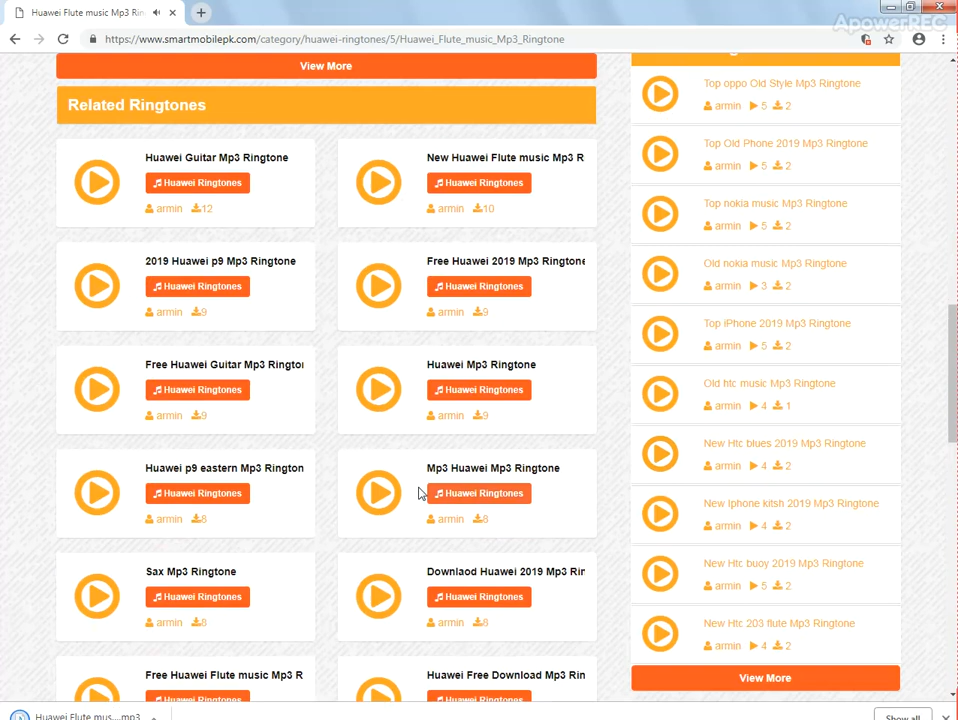 Huawei Flute music Mp3 Rin
ApowerREC
https://www.smartmobilepk.com/category/huawei-ringtones/5/Huawei_Flute_music_Mp3_Ringtone
View More
Related Ringtones
Huawei Guitar Mp3 Ringtone
Huawei Ringtones
armin 12
New Huawei Flute music Mp3 R
Huawei Ringtones
armin 10
2019 Huawei p9 Mp3 Ringtone
Huawei Ringtones
armin 9
Free Huawei 2019 Mp3 Ringtone
Huawei Ringtones
armin 9
Free Huawei Guitar Mp3 Ringto
Huawei Ringtones
armin 9
Huawei Mp3 Ringtone
Huawei Ringtones
armin 9
Huawei p9 eastern Mp3 Rington
Huawei Ringtones
armin 8
Mp3 Huawei Mp3 Ringtone
Huawei Ringtones
armin 8
Sax Mp3 Ringtone
Huawei Ringtones
armin 8
Downlaod Huawei 2019 Mp3 Rin
Huawei Ringtones
armin 8
Free Huawei Flute music Mp3 R
Huawei Ringtones
Huawei Free Download Mp3 Rin
Huawei Ringtones
Top oppo Old Style Mp3 Ringtone
armin 5 2
Top Old Phone 2019 Mp3 Ringtone
armin 5 2
Top nokia music Mp3 Ringtone
armin 5 2
Old nokia music Mp3 Ringtone
armin 3 2
Top iPhone 2019 Mp3 Ringtone
armin 5 2
Old htc music Mp3 Ringtone
armin 4 1
New Htc blues 2019 Mp3 Ringtone
armin 4 2
New Iphone kitsh 2019 Mp3 Ringtone
armin 4 2
New Htc buoy 2019 Mp3 Ringtone
armin 5 2
New Htc 203 flute Mp3 Ringtone
armin 4 2
View More
Huawei Flute mus....mp3
Show all